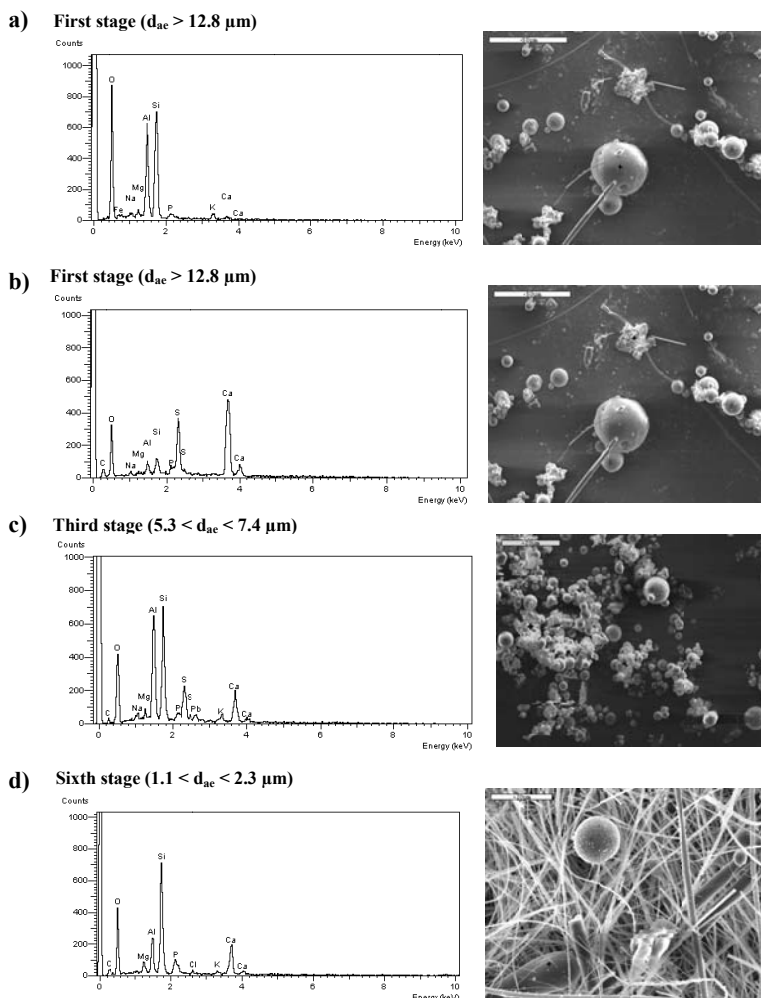 a) First stage (dae > 12.8 µm)
Counts
1000
800
600
400
200
0
O
Fe
Na
Mg
Al
Si
P
K
Ca
Ca
0 2 4 6 8 10
Energy (keV)
b) First stage (dae > 12.8 µm)
Counts
1000
800
600
400
200
0
C
O
Na
Mg
Al
Si
P
S
S
Ca
Ca
0 2 4 6 8 10
Energy (keV)
c) Third stage (5.3 < dae < 7.4 µm)
Counts
1000
800
600
400
200
0
C
O
Na
Mg
Al
Si
P
S
S
Pb
K
Ca
Ca
0 2 4 6 8 10
Energy (keV)
d) Sixth stage (1.1 < dae < 2.3 µm)
Counts
1000
800
600
400
200
0
C
O
Mg
Al
Si
P
Cl
K
Ca
Ca
0 2 4 6 8 10
Energy (keV)